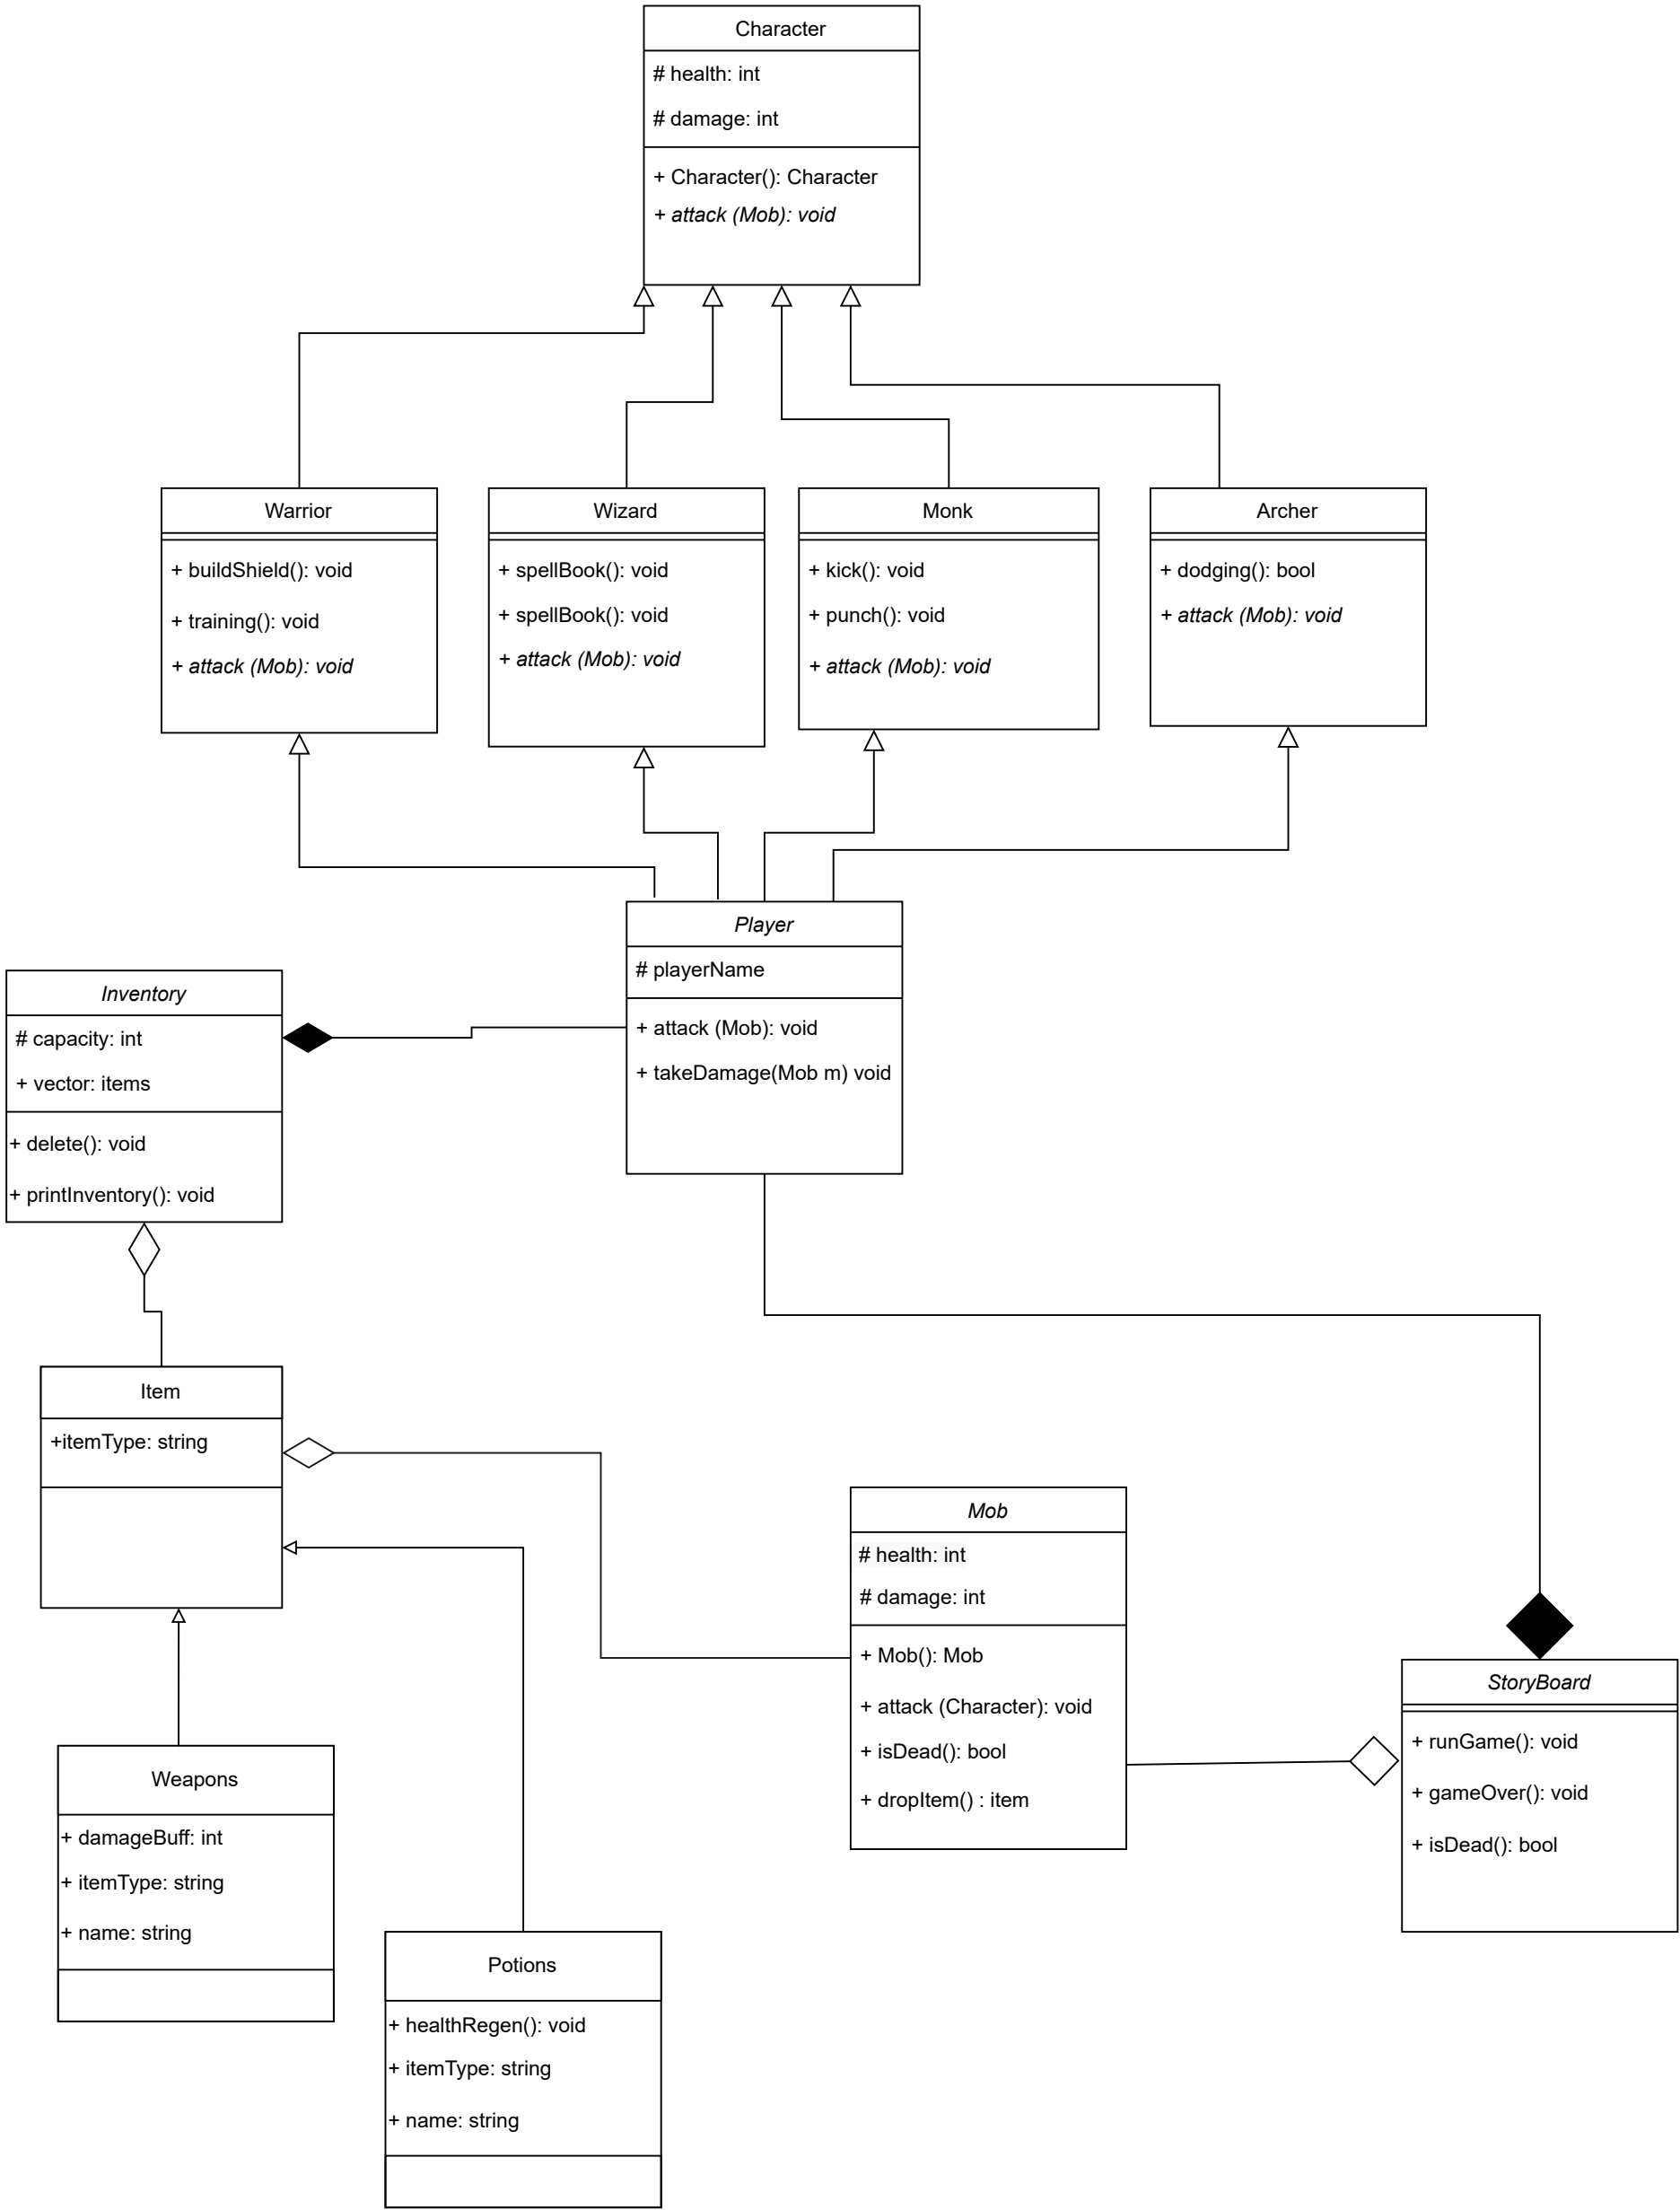 Character
# health: int
# damage: int
+ Character(): Character
+ attack (Mob): void
Warrior
+ buildShield(): void
+ training(): void
+ attack (Mob): void
Wizard
+ spellBook(): void
+ spellBook(): void
+ attack (Mob): void
Monk
+ kick(): void
+ punch(): void
+ attack (Mob): void
Archer
+ dodging(): bool
+ attack (Mob): void
Player
# playerName
+ attack (Mob): void
+ takeDamage(Mob m) void
Inventory
# capacity: int
+ vector: items
+ delete(): void
+ printInventory(): void
Item
+itemType: string
Mob
# health: int
# damage: int
+ Mob(): Mob
+ attack (Character): void
+ isDead(): bool
+ dropItem() : item
StoryBoard
+ runGame(): void
+ gameOver(): void
+ isDead(): bool
Weapons
+ damageBuff: int
+ itemType: string
+ name: string
Potions
+ healthRegen(): void
+ itemType: string
+ name: string